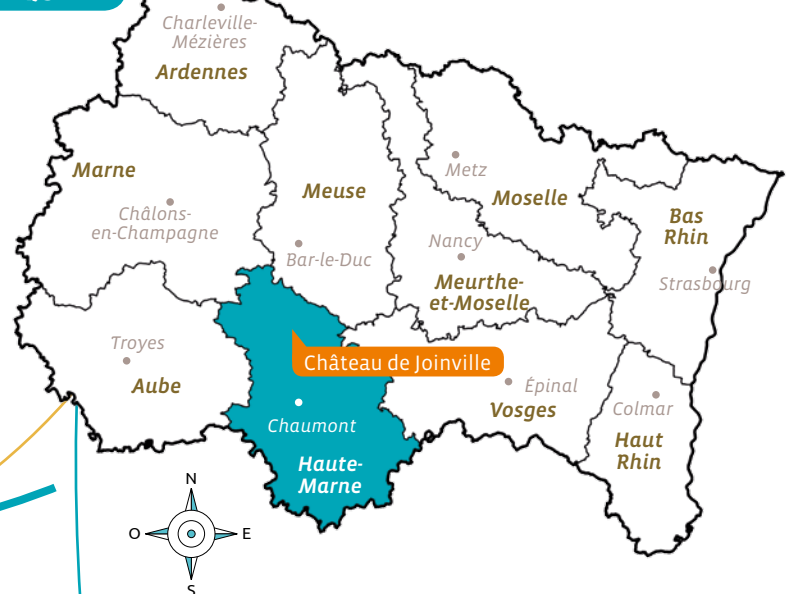 Charleville-
Mézières
Ardennes
Marne
Châlons-
en-Champagne
Meuse
Bar-le-Duc
Metz
Moselle
Nancy
Meurthe-
et-Moselle
Bas
Rhin
Strasbourg
Troyes
Aube
Château de Joinville
Chaumont
Haute-
Marne
Épinal
Vosges
Colmar
Haut
Rhin
N
O
E
S